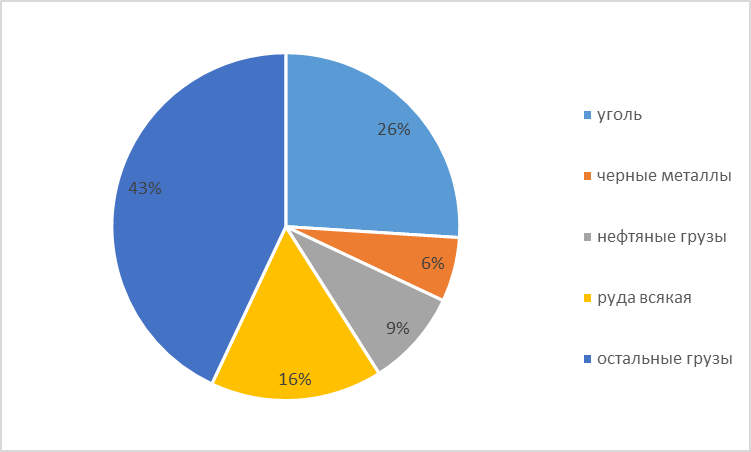 26%
43%
6%
9%
16%
уголь
черные металлы
нефтяные грузы
руда всякая
остальные грузы